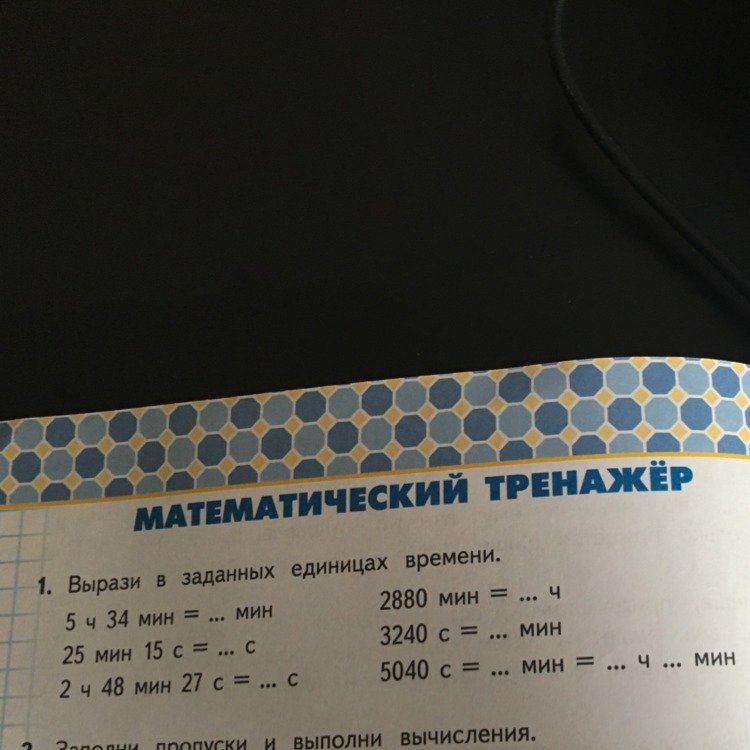 МАТЕМАТИЧЕСКИЙ ТРЕНАЖЁР
1. Вырази в заданных единицах времени.
5 ч 34 мин = ... мин
25 мин 15 с = ... с
2 ч 48 мин 27 с = ... с
2880 мин = ... ч
3240 с = ... мин
5040 с = ... мин = ... ч ... мин
2. Заполни пропуски и выполни вычисления.